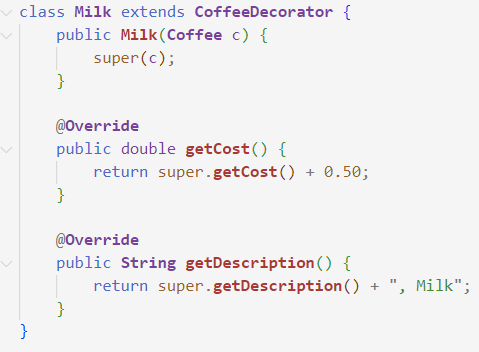 class Milk extends CoffeeDecorator {
    public Milk(Coffee c) {
        super(c);
    }

    @Override
    public double getCost() {
        return super.getCost() + 0.50;
    }

    @Override
    public String getDescription() {
        return super.getDescription() + ", Milk";
    }
}